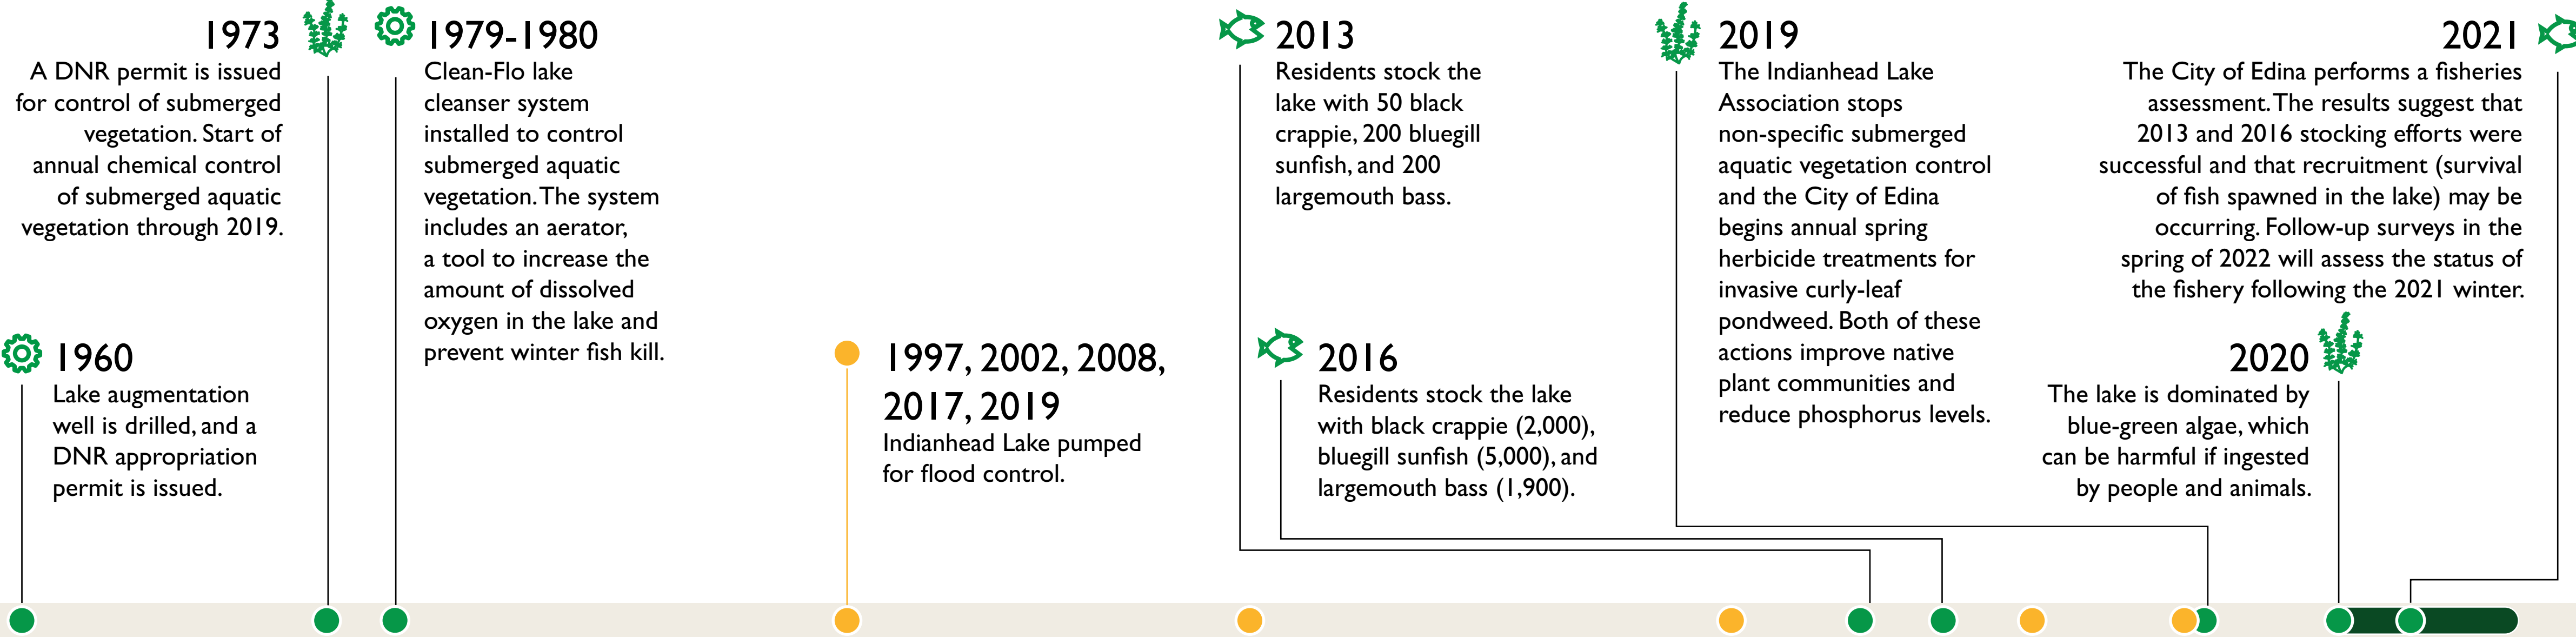 1973
A DNR permit is issued
for control of submerged
vegetation. Start of
annual chemical control
of submerged aquatic
vegetation through 2019.
1979-1980
Clean-Flo lake
cleanser system
installed to control
submerged aquatic
vegetation. The system
includes an aerator,
a tool to increase the
amount of dissolved
oxygen in the lake and
prevent winter fish kill.
2013
Residents stock the
lake with 50 black
crappie, 200 bluegill
sunfish, and 200
largemouth bass.
2019
The Indianhead Lake
Association stops
non-specific submerged
aquatic vegetation control
and the City of Edina
begins annual spring
herbicide treatments for
invasive curly-leaf
pondweed. Both of these
actions improve native
plant communities and
reduce phosphorus levels.
2021
The City of Edina performs a fisheries
assessment. The results suggest that
2013 and 2016 stocking efforts were
successful and that recruitment (survival
of fish spawned in the lake) may be
occurring. Follow-up surveys in the
spring of 2022 will assess the status of
the fishery following the 2021 winter.
1960
Lake augmentation
well is drilled, and a
DNR appropriation
permit is issued.
1997, 2002, 2008,
2017, 2019
Indianhead Lake pumped
for flood control.
2016
Residents stock the lake
with black crappie (2,000),
bluegill sunfish (5,000), and
largemouth bass (1,900).
2020
The lake is dominated by
blue-green algae, which
can be harmful if ingested
by people and animals.